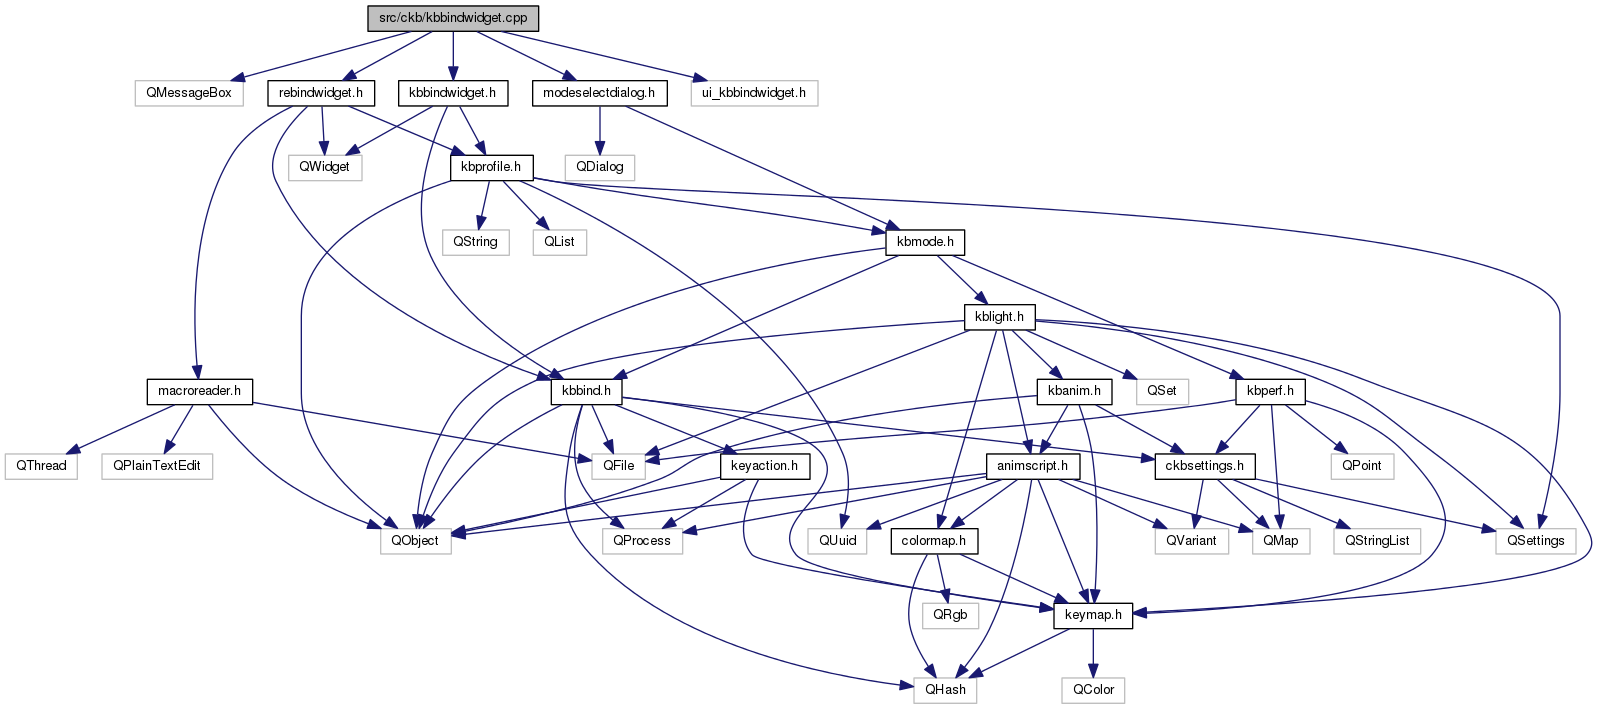 src/ckb/kbbindwidget.cpp
QMessageBox
rebindwidget.h
kbbindwidget.h
modeselectdialog.h
ui_kbbindwidget.h
QWidget
kbprofile.h
QDialog
QString
QList
kbmode.h
kblight.h
macroreader.h
kbbind.h
kbanim.h
QSet
kbperf.h
QThread
QPlainTextEdit
QFile
keyaction.h
animscript.h
ckbsettings.h
QPoint
QObject
QProcess
QUuid
colormap.h
QVariant
QMap
QStringList
QSettings
QRgb
keymap.h
QHash
QColor